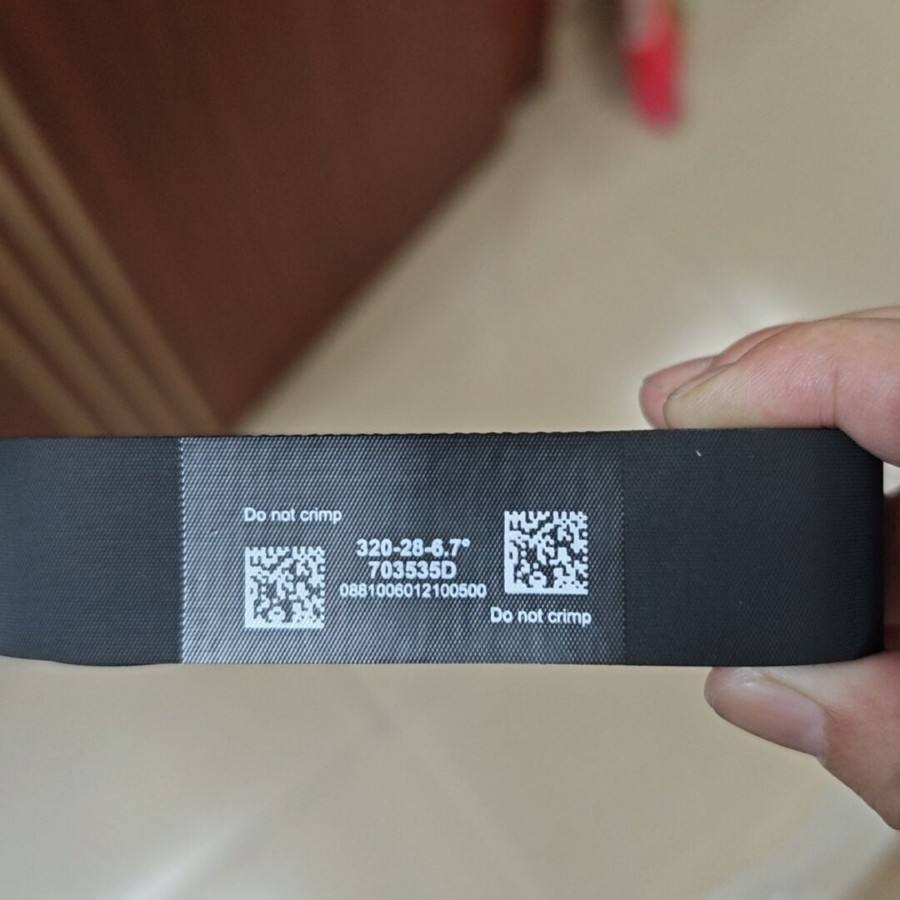 Do not crimp
320-28-6.7°
703535D
0881006012100500
Do not crimp